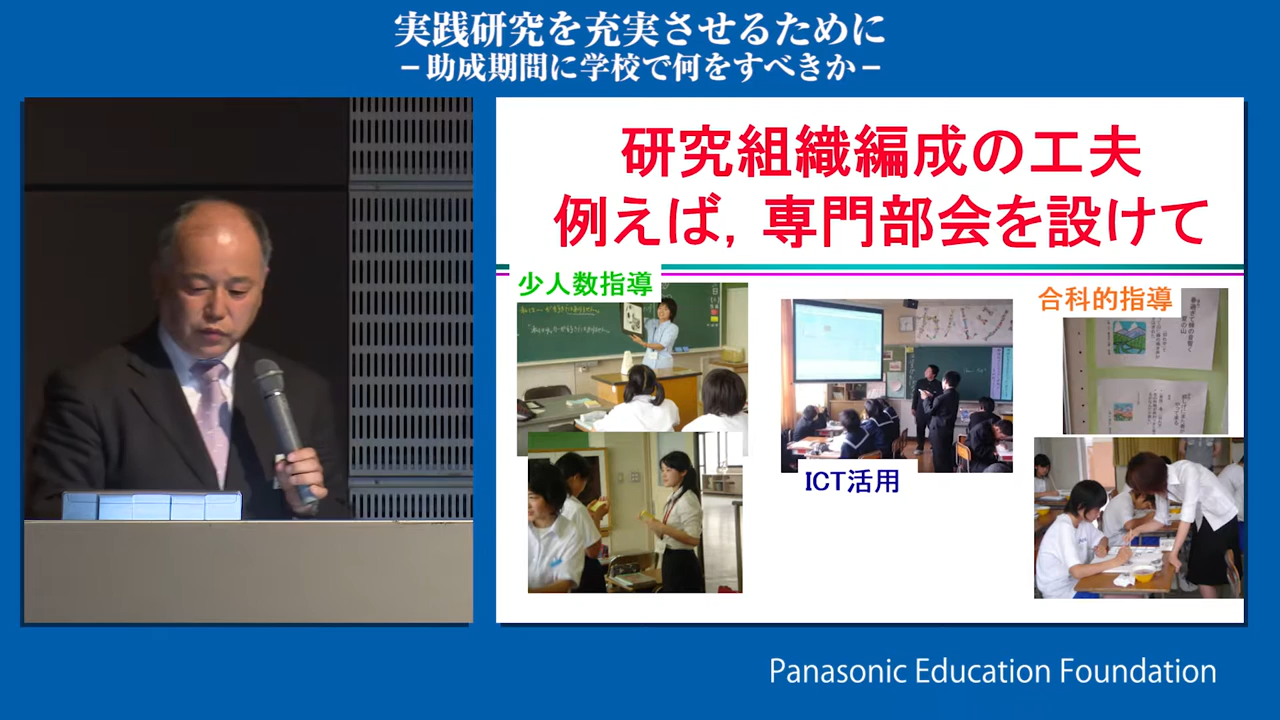 実践研究を充実させるために
－助成期間に学校で何をすべきか－
研究組織編成の工夫
例えば，専門部会を設けて
少人数指導
ICT活用
合科的指導
Panasonic Education Foundation